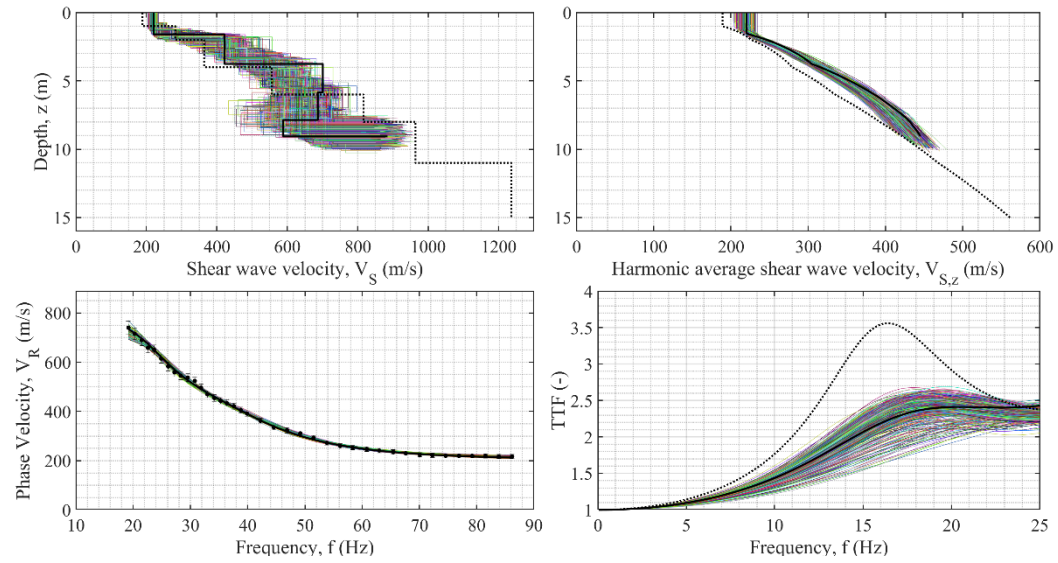 0
5
10
15
Depth, z (m)
0 200 400 600 800 1000 1200
Shear wave velocity, V_S (m/s)
0
5
10
15
0 100 200 300 400 500 600
Harmonic average shear wave velocity, V_S,z (m/s)
800
600
400
200
0
Phase Velocity, V_R (m/s)
10 20 30 40 50 60 70 80 90
Frequency, f (Hz)
4
3.5
3
2.5
2
1.5
1
TTF (-)
0 5 10 15 20 25
Frequency, f (Hz)